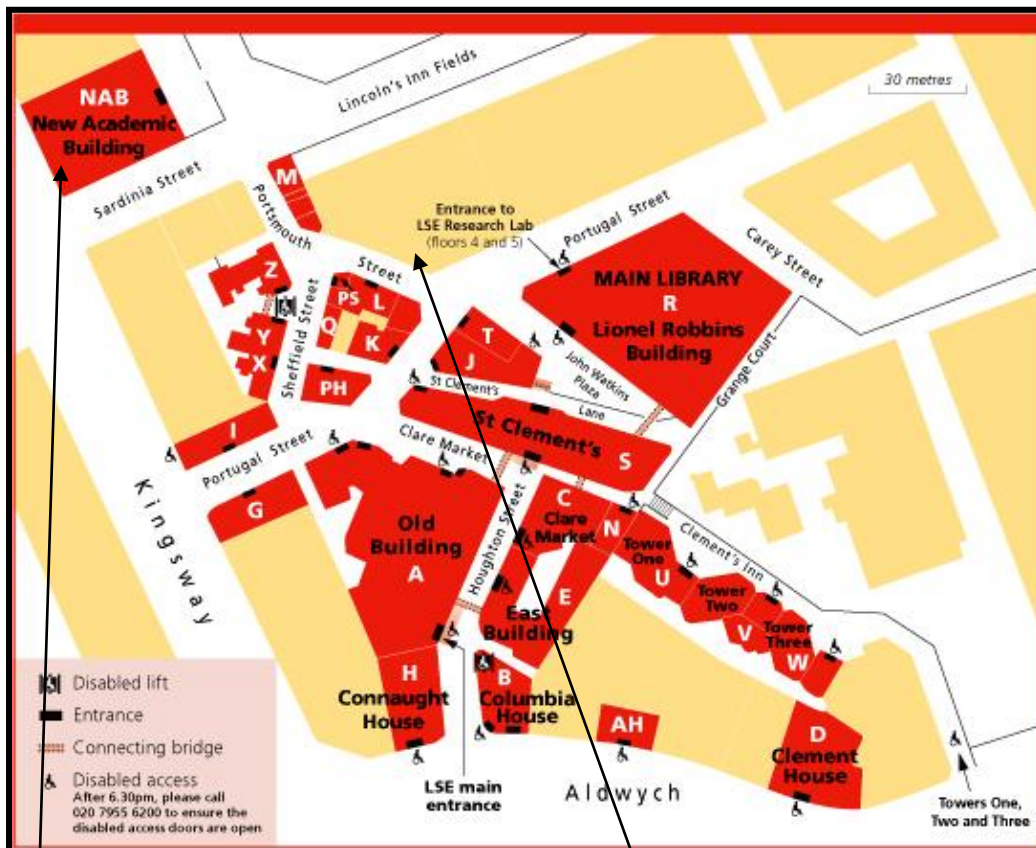 NAB
New Academic
Building
Lincoln's Inn Fields
30 metres
Sardinia Street
M
Portsmouth
Street
Entrance to
LSE Research Lab
(floors 4 and 5)
Portugal Street
Carey Street
Z
Y
X
Sheffield Street
PS
L
Q
K
PH
T
J
MAIN LIBRARY
R
Lionel Robbins
Building
John Watkins
Plaza
Grange Court
St Clement's
Lane
St Clement's
S
I
Portugal Street
G
Kingsway
Clare Market
Old
Building
A
Houghton Street
C
Clare
Market
N
E
East
Building
Tower
One
U
Tower
Two
V
Tower
Three
W
Clement's Inn
H
Connaught
House
B
Columbia
House
AH
D
Clement
House
LSE main
entrance
Aldwych
Towers One,
Two and Three
Disabled lift
Entrance
Connecting bridge
Disabled access
After 6.30pm, please call
020 7955 6200 to ensure the
disabled access doors are open